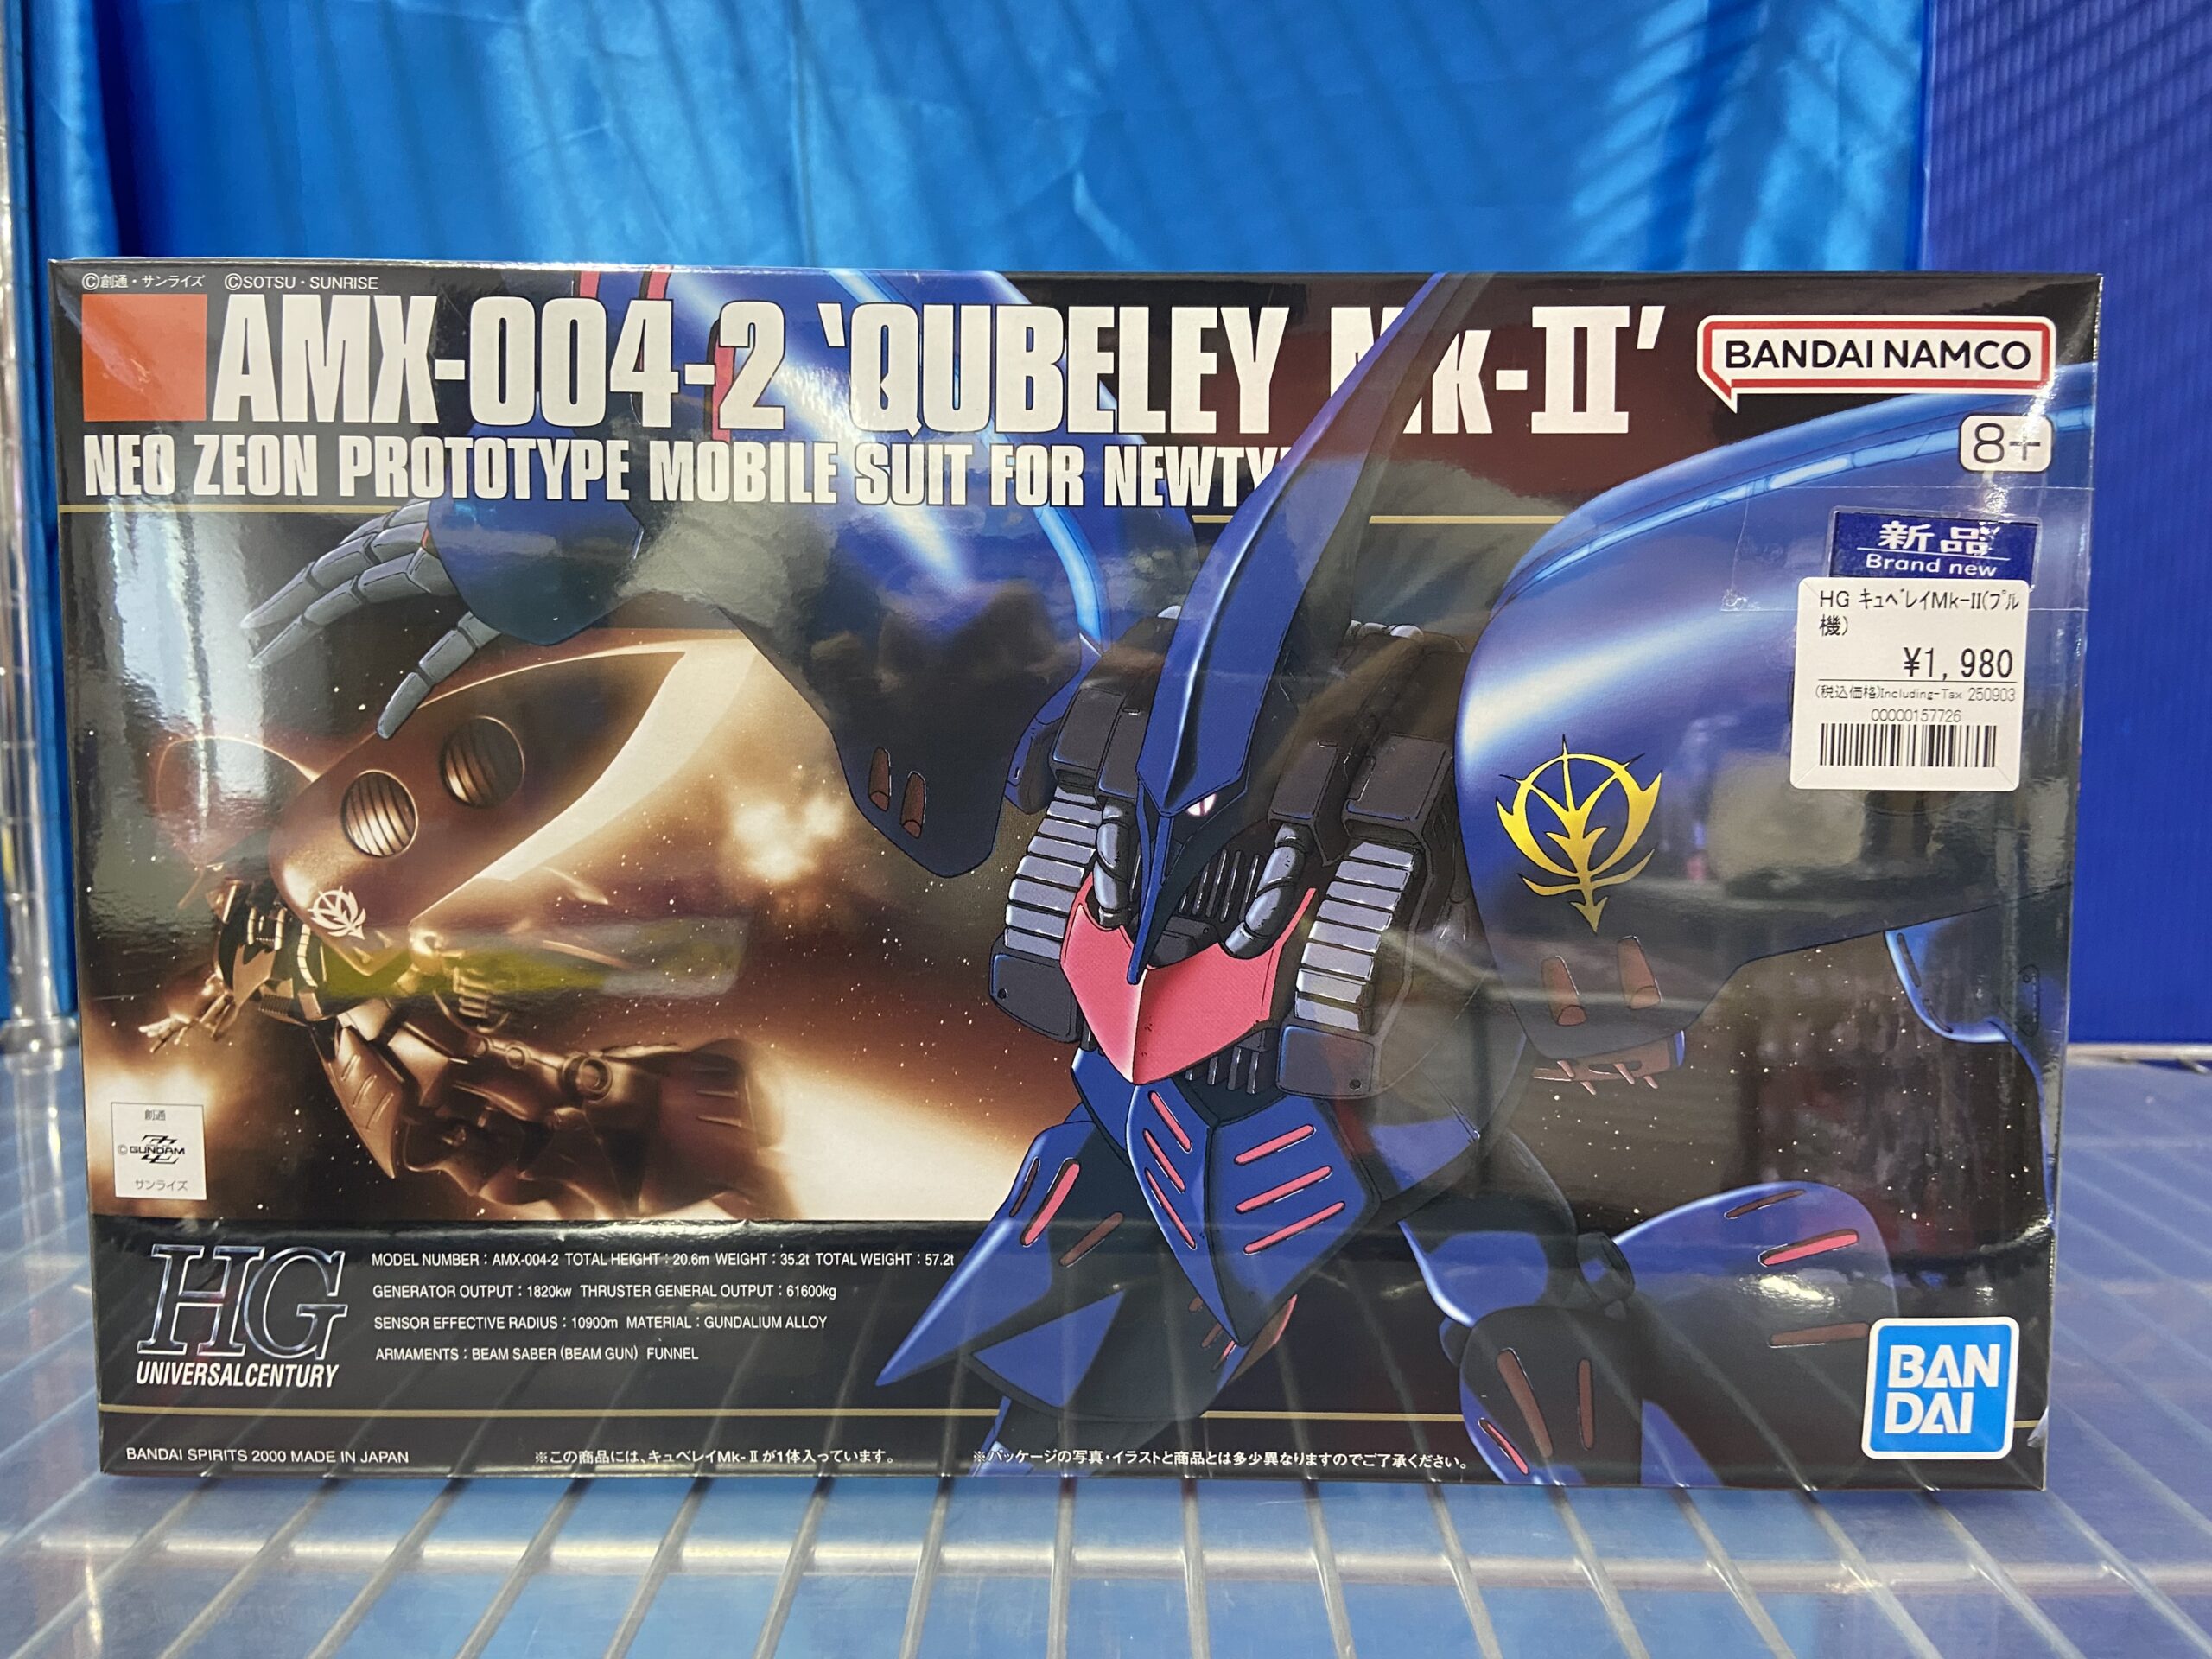 ©創通・サンライズ ©SOTSU・SUNRISE
AMX-004-2 'QUBELEY Mk-II'
BANDAI NAMCO
NEO ZEON PROTOTYPE MOBILE SUIT FOR
8+
新品
Brand new
HG キュベレイMk-II(プル
機)
¥1,980
(税込価格)Including-Tax 250903
00000157726
創通
©GUNDAM ZZ
サンライズ
HG
UNIVERSALCENTURY
MODEL NUMBER：AMX-004-2 TOTAL HEIGHT：20.6m WEIGHT：35.2t TOTAL WEIGHT：57.2t
GENERATOR OUTPUT：1820kw THRUSTER GENERAL OUTPUT：61600kg
SENSOR EFFECTIVE RADIUS：10900m MATERIAL：GUNDALIUM ALLOY
ARMAMENTS：BEAM SABER (BEAM GUN) FUNNEL
BAN
DAI
BANDAI SPIRITS 2000 MADE IN JAPAN ※この商品には、キュベレイMk-Ⅱが1体入っています。 ※パッケージの写真・イラストと商品とは多少異なりますのでご了承ください。